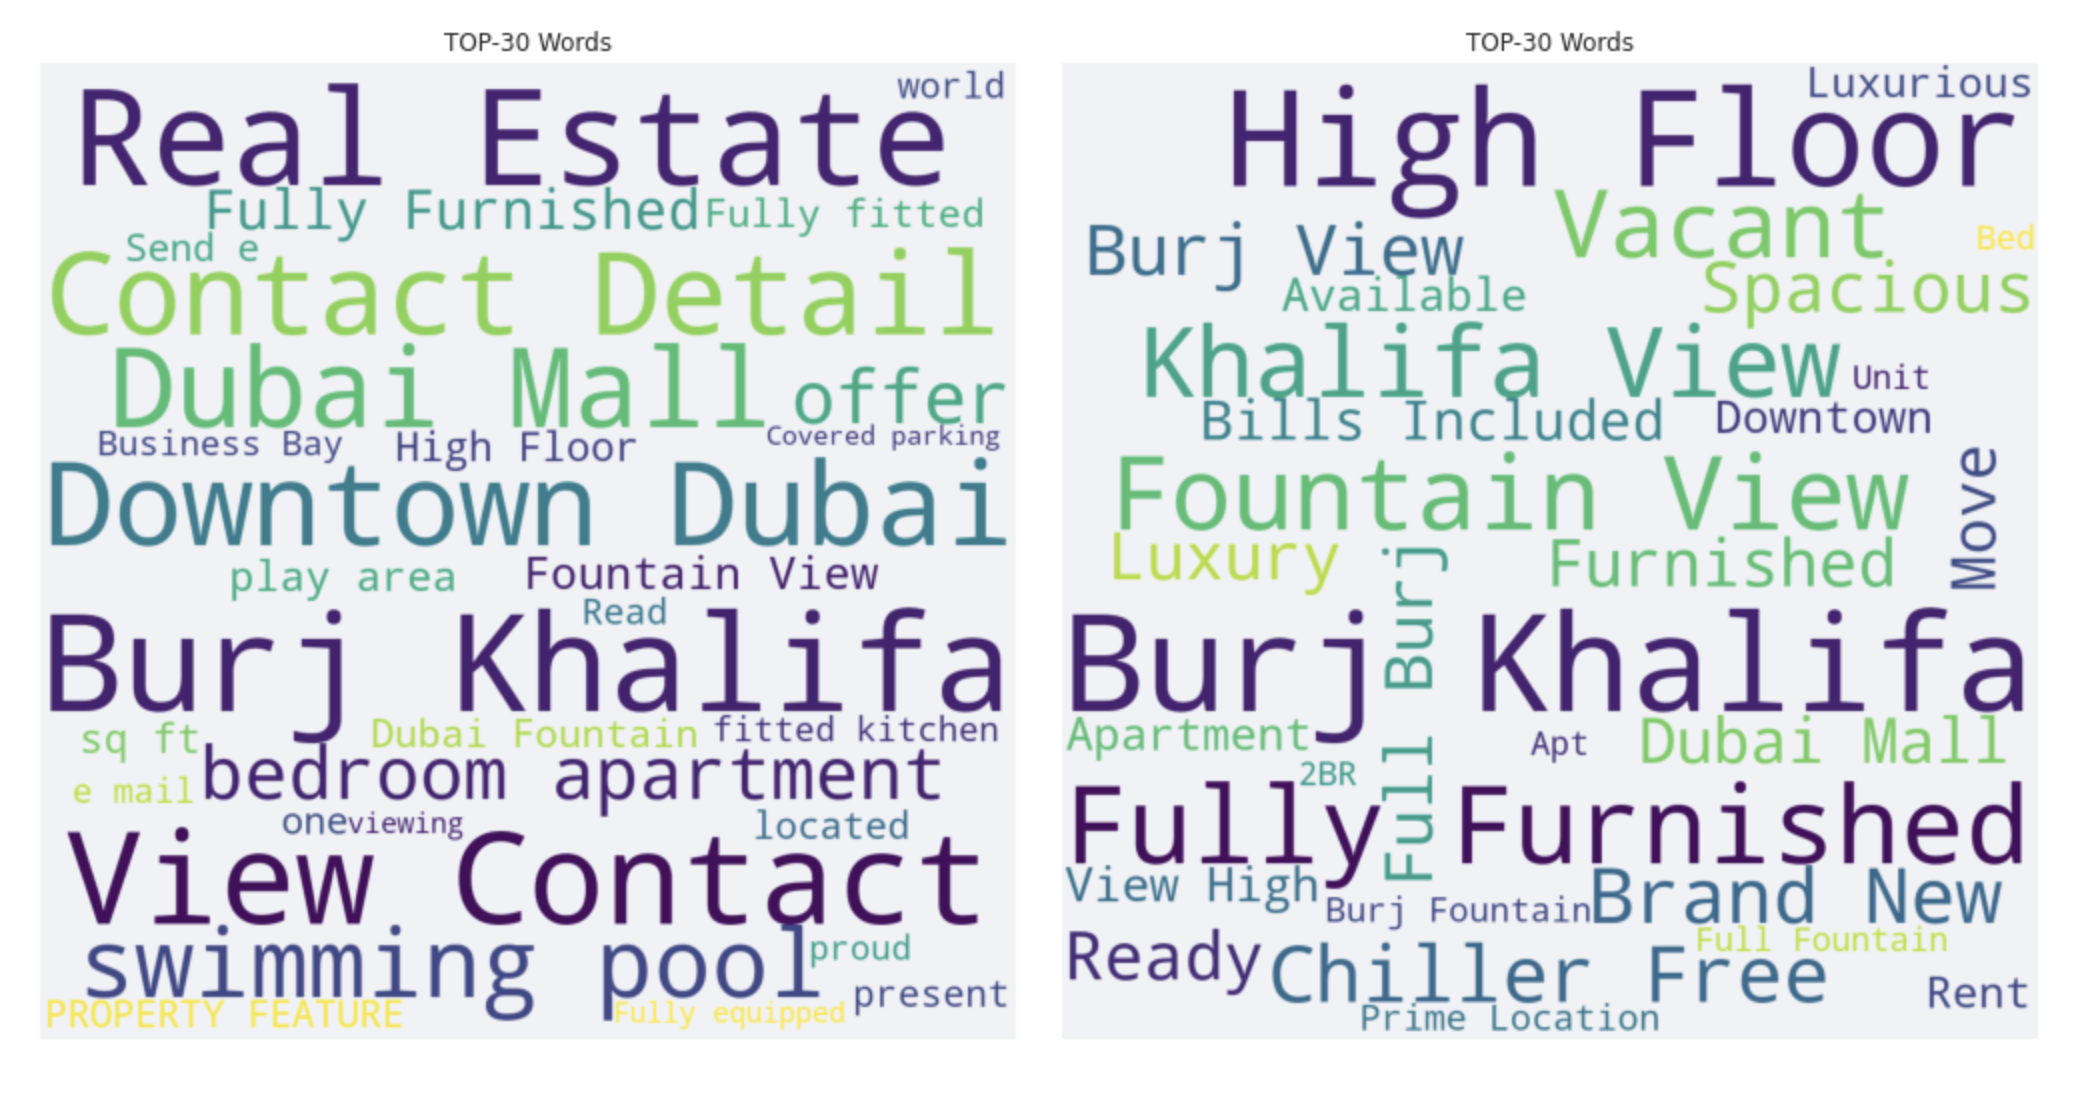 TOP-30 Words
world
Real Estate
Fully Furnished
Fully fitted
Send e
Contact Detail
Dubai Mall
offer
Business Bay
High Floor
Covered parking
Downtown Dubai
play area
Fountain View
Read
Burj Khalifa
sq ft
Dubai Fountain
fitted kitchen
bedroom apartment
e mail
one
viewing
located
View Contact
swimming pool
proud
present
PROPERTY FEATURE
Fully equipped
TOP-30 Words
Luxurious
High Floor
Vacant
Burj View
Bed
Available
Spacious
Khalifa View
Unit
Bills Included
Downtown
Move
Fountain View
Luxury
Full Burj
Furnished
Burj Khalifa
Apartment
Apt
Dubai Mall
2BR
Fully Furnished
View High
Burj Fountain
Brand New
Ready
Full Fountain
Chiller Free
Rent
Prime Location